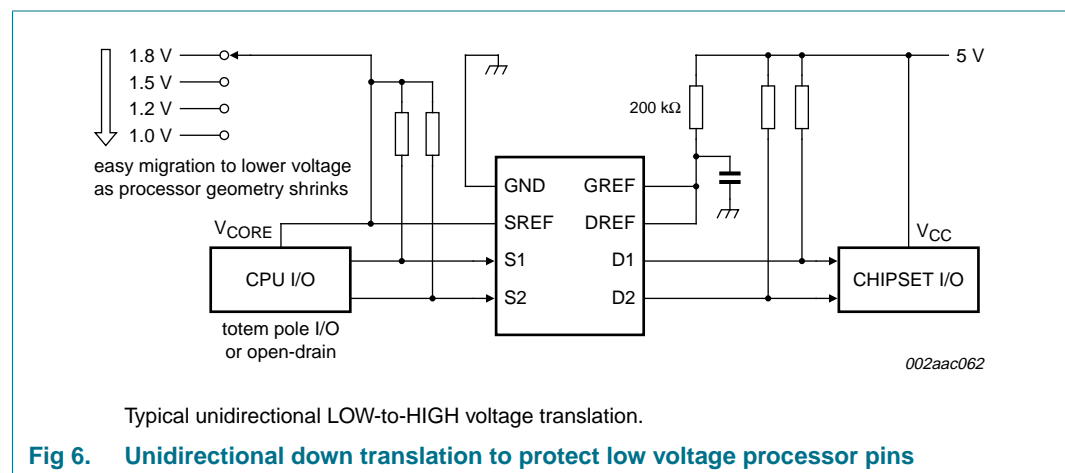 1.8 V
1.5 V
1.2 V
1.0 V
easy migration to lower voltage
as processor geometry shrinks
5 V
200 kΩ
GND
GREF
SREF
DREF
S1
D1
S2
D2
VCORE
CPU I/O
totem pole I/O
or open-drain
VCC
CHIPSET I/O
002aac062
Typical unidirectional LOW-to-HIGH voltage translation.
Fig 6. Unidirectional down translation to protect low voltage processor pins